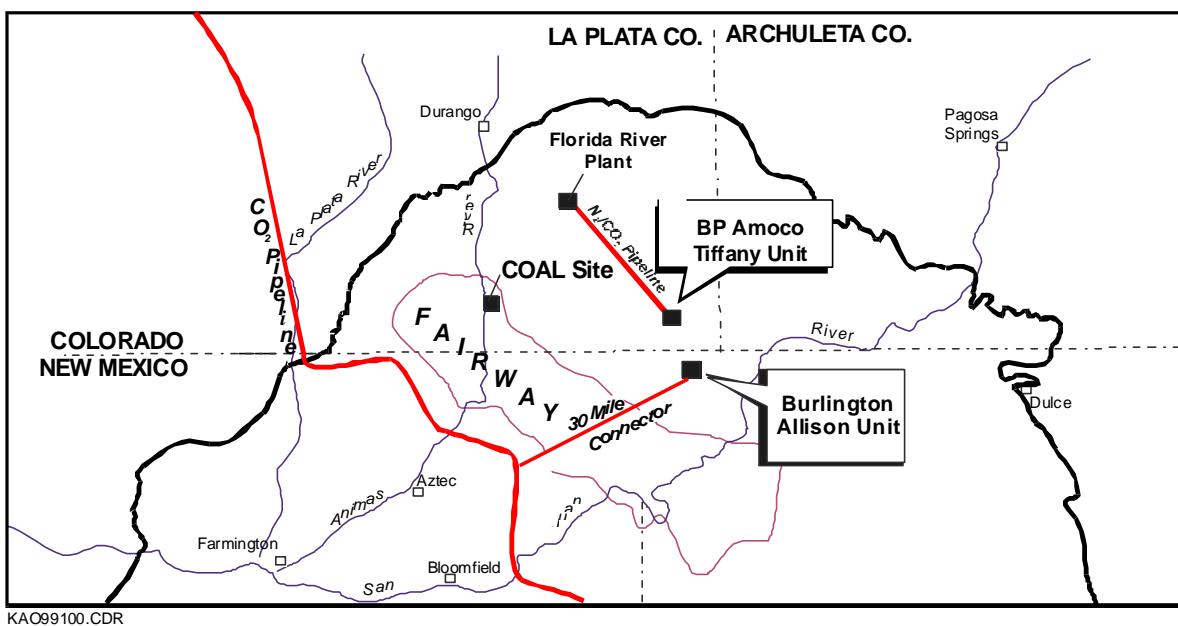 LA PLATA CO.
ARCHULETA CO.
Durango
Pagosa
Springs
Florida River
Plant
La Plata River
River
N₂/CO₂ Pipeline
BP Amoco
Tiffany Unit
CO₂ Pipeline
COAL Site
FAIRWAY
River
COLORADO
NEW MEXICO
30 Mile
Connector
Burlington
Allison Unit
Dulce
Aztec
Animas
Juan
Farmington
Bloomfield
San
KAO99100.CDR